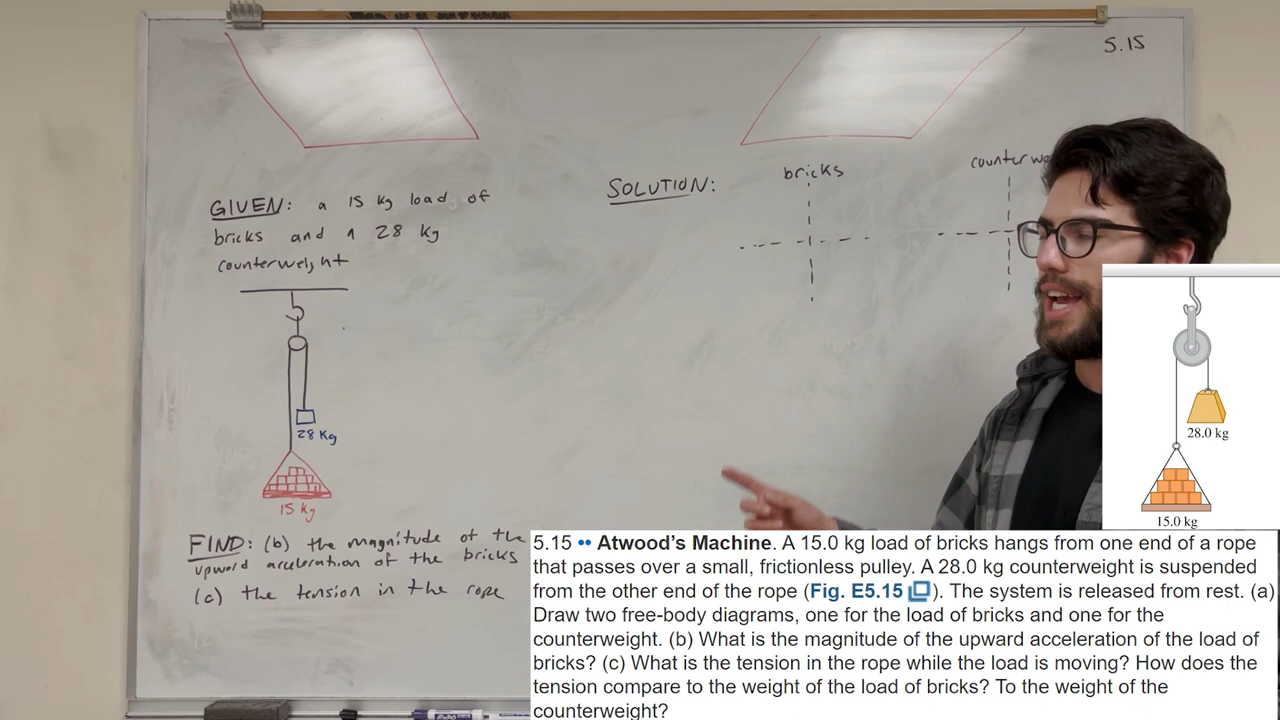 5.15
GIVEN: a 15 kg load of
bricks and a 28 kg
counterweight
28 kg
15 kg
FIND: (b) the magnitude of the
upward acceleration of the bricks
(c) the tension in the rope
SOLUTION:
bricks
counterwe
28.0 kg
15.0 kg
5.15 •• Atwood's Machine. A 15.0 kg load of bricks hangs from one end of a rope
that passes over a small, frictionless pulley. A 28.0 kg counterweight is suspended
from the other end of the rope (Fig. E5.15). The system is released from rest. (a)
Draw two free-body diagrams, one for the load of bricks and one for the
counterweight. (b) What is the magnitude of the upward acceleration of the load of
bricks? (c) What is the tension in the rope while the load is moving? How does the
tension compare to the weight of the load of bricks? To the weight of the
counterweight?